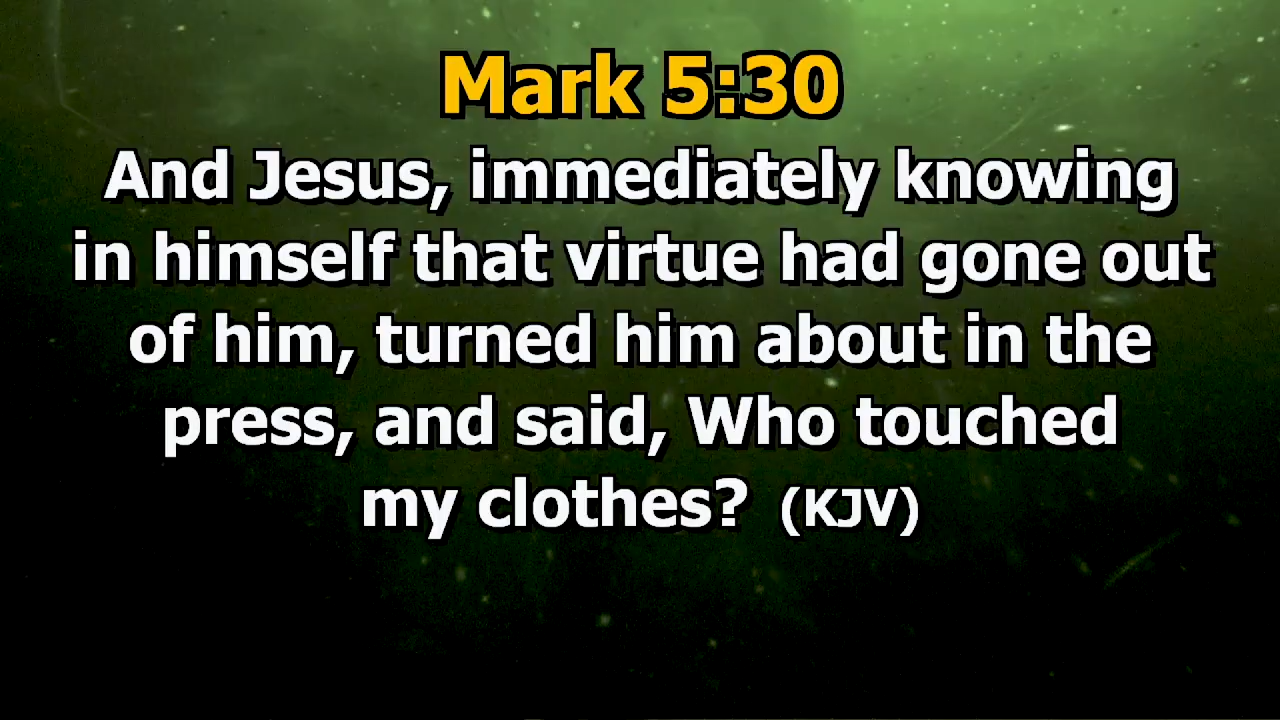 Mark 5:30
And Jesus, immediately knowing
in himself that virtue had gone out
of him, turned him about in the
press, and said, Who touched
my clothes? (KJV)